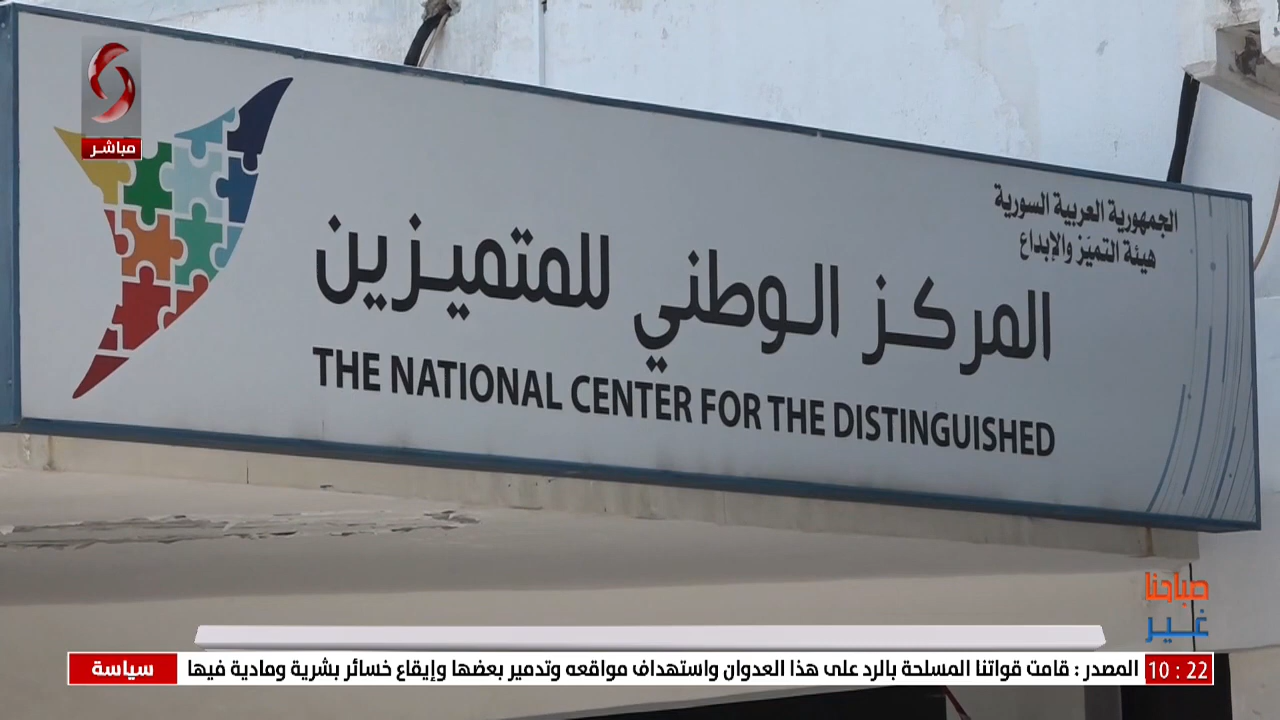 مباشر
الجمهورية العربية السورية
هيئة التميّز والإبداع
المركز الوطني للمتميزين
THE NATIONAL CENTER FOR THE DISTINGUISHED
صباحنا
غير
10 : 22
المصدر : قامت قواتنا المسلحة بالرد على هذا العدوان واستهداف مواقعه وتدمير بعضها وإيقاع خسائر بشرية ومادية فيها
سياسة